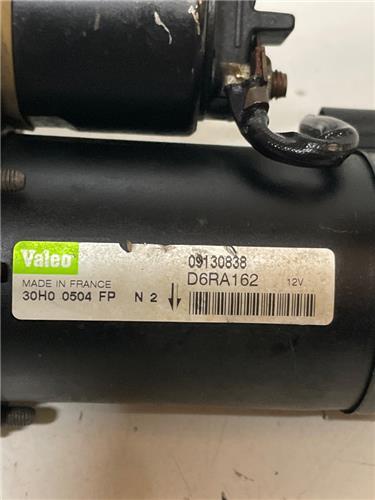 Valeo
09130838
D6RA162 12V
MADE IN FRANCE
30H0 0504 FP N 2